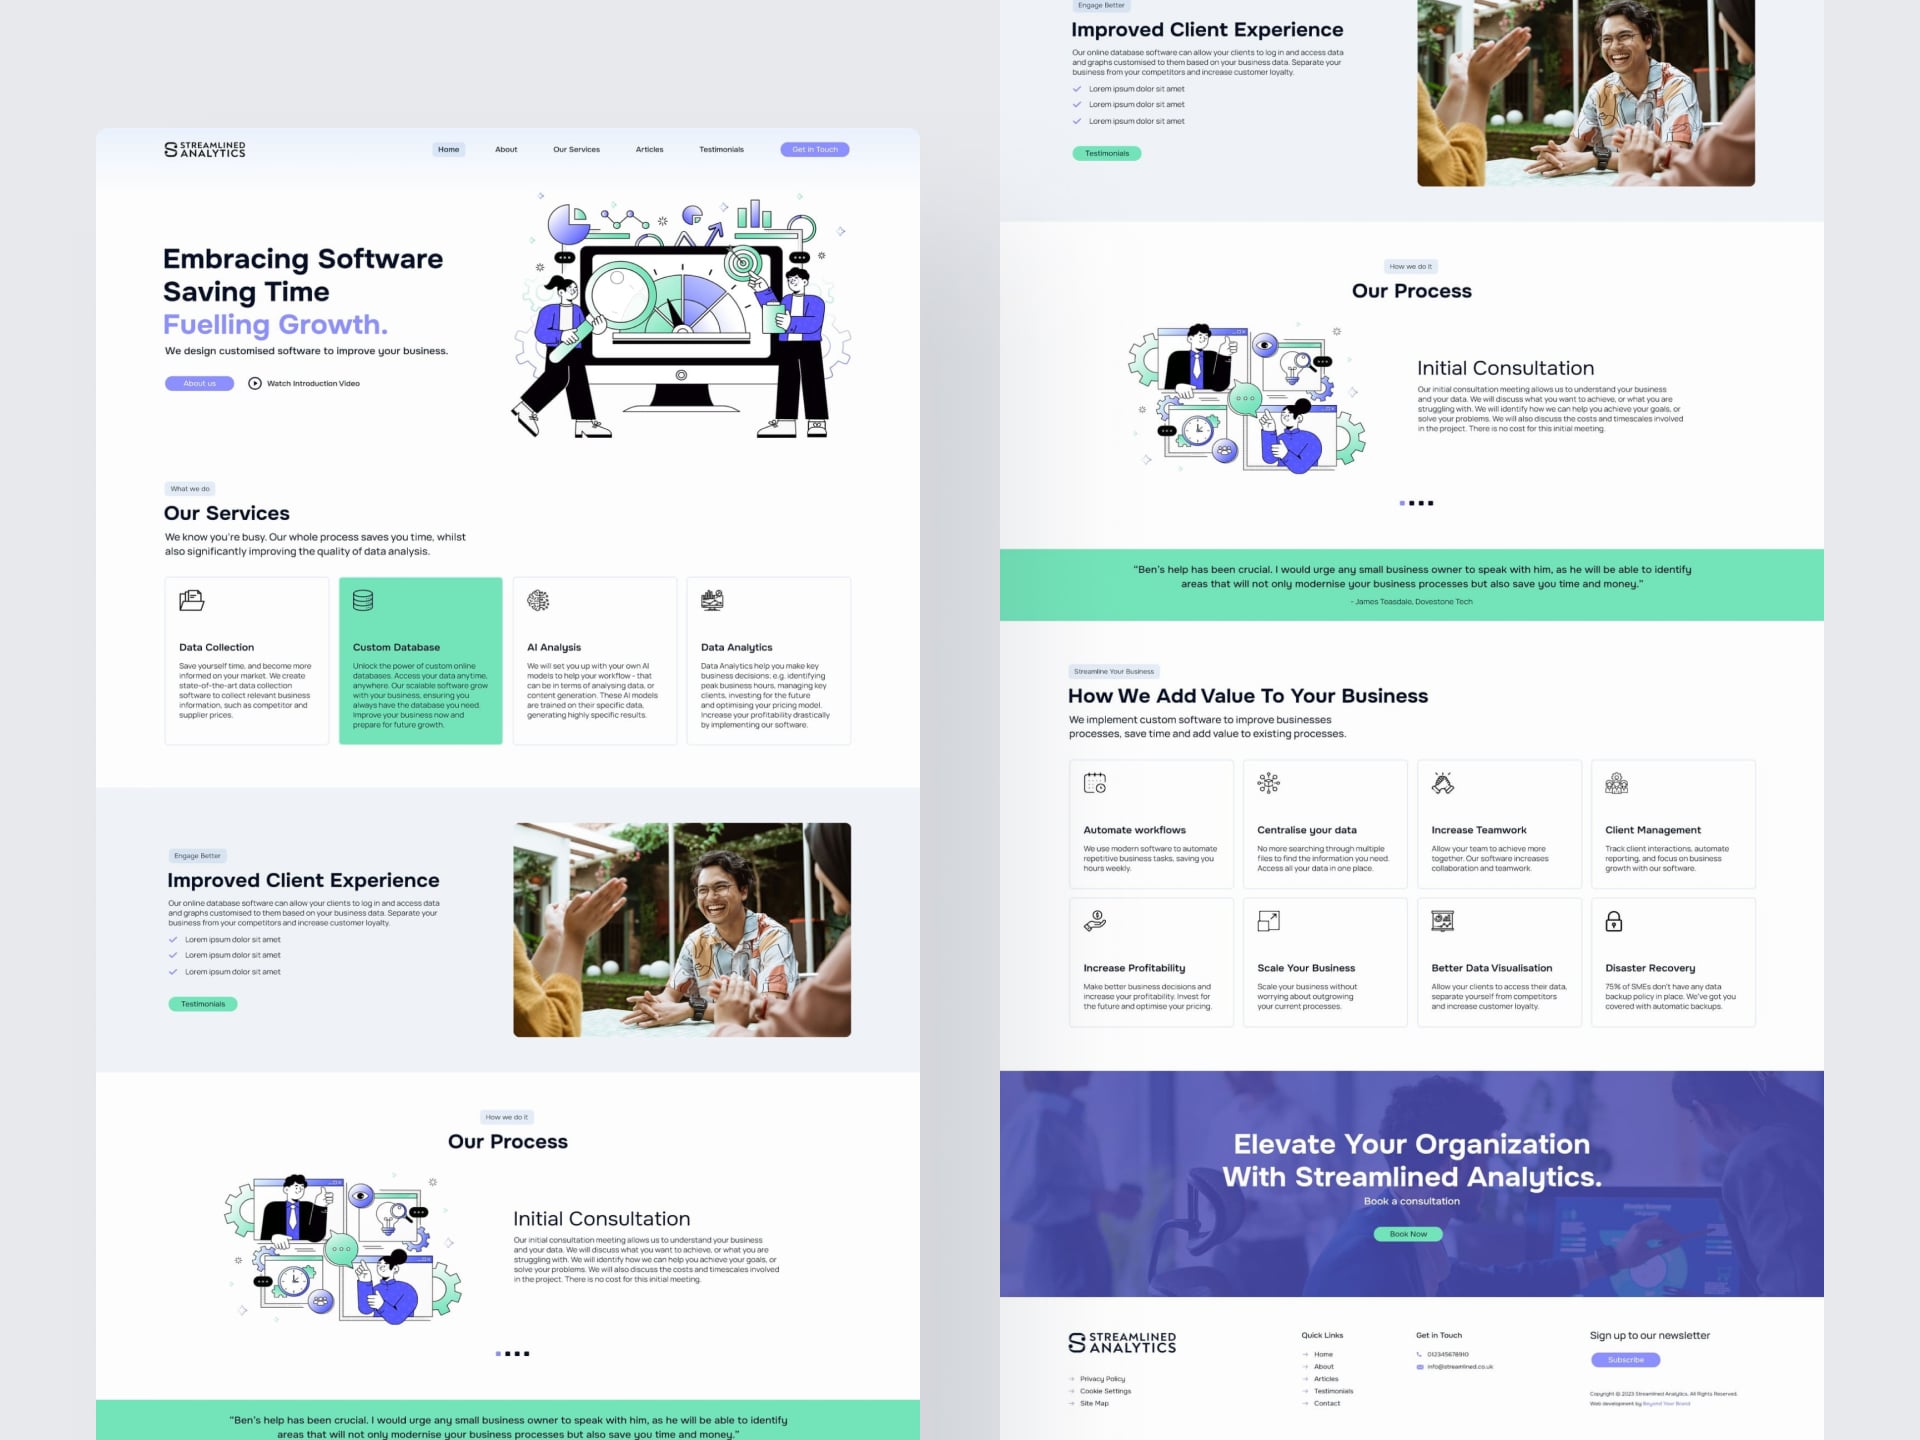 STREAMLINED
ANALYTICS
Home
About
Our Services
Articles
Testimonials
Get in Touch
Embracing Software
Saving Time
Fuelling Growth.
We design customised software to improve your business.
About us
Watch Introduction Video
What we do
Our Services
We know you're busy. Our whole process saves you time, whilst
also significantly improving the quality of data analysis.
Data Collection
Save yourself time, and become more
informed on your market. We create
state-of-the-art data collection
software to collect relevant business
information, such as competitor and
supplier prices.
Custom Database
Unlock the power of custom online
databases. Access your data anytime,
anywhere. Our scalable software grow
with your business, ensuring you
always have the database you need.
Improve your business now and
prepare for future growth.
AI Analysis
We will set you up with your own AI
models to help your workflow - that
can be in terms of analysing data, or
content generation. These AI models
are trained on their specific data,
generating highly specific results.
Data Analytics
Data Analytics help you make key
business decisions; e.g. identifying
peak business hours, managing key
clients, investing for the future
and optimising your pricing model.
Increase your profitability drastically
by implementing our software.
Engage Better
Improved Client Experience
Our online database software can allow your clients to log in and access data
and graphs customised to them based on your business data. Separate your
business from your competitors and increase customer loyalty.
Lorem ipsum dolor sit amet
Lorem ipsum dolor sit amet
Lorem ipsum dolor sit amet
Testimonials
How we do it
Our Process
Initial Consultation
Our initial consultation meeting allows us to understand your business
and your data. We will discuss what you want to achieve, or what you are
struggling with. We will identify how we can help you achieve your goals, or
solve your problems. We will also discuss the costs and timescales involved
in the project. There is no cost for this initial meeting.
"Ben's help has been crucial. I would urge any small business owner to speak with him, as he will be able to identify
areas that will not only modernise your business processes but also save you time and money."
Engage Better
Improved Client Experience
Our online database software can allow your clients to log in and access data
and graphs customised to them based on your business data. Separate your
business from your competitors and increase customer loyalty.
Lorem ipsum dolor sit amet
Lorem ipsum dolor sit amet
Lorem ipsum dolor sit amet
Testimonials
How we do it
Our Process
Initial Consultation
Our initial consultation meeting allows us to understand your business
and your data. We will discuss what you want to achieve, or what you are
struggling with. We will identify how we can help you achieve your goals, or
solve your problems. We will also discuss the costs and timescales involved
in the project. There is no cost for this initial meeting.
"Ben's help has been crucial. I would urge any small business owner to speak with him, as he will be able to identify
areas that will not only modernise your business processes but also save you time and money."
- James Teasdale, Dovestone Tech
Streamline Your Business
How We Add Value To Your Business
We implement custom software to improve businesses
processes, save time and add value to existing processes.
Automate workflows
We use modern software to automate
repetitive business tasks, saving you
hours weekly.
Centralise your data
No more searching through multiple
files to find the information you need.
Access all your data in one place.
Increase Teamwork
Allow your team to achieve more
together. Our software increases
collaboration and teamwork.
Client Management
Track client interactions, automate
reporting, and focus on business
growth with our software.
Increase Profitability
Make better business decisions and
increase your profitability. Invest for
the future and optimise your pricing.
Scale Your Business
Scale your business without
worrying about outgrowing
your current processes.
Better Data Visualisation
Allow your clients to access their data,
separate yourself from competitors
and increase customer loyalty.
Disaster Recovery
75% of SMEs don't have any data
backup policy in place. We've got you
covered with automatic backups.
Elevate Your Organization
With Streamlined Analytics.
Book a consultation
Book Now
STREAMLINED
ANALYTICS
Privacy Policy
Cookie Settings
Site Map
Quick Links
Home
About
Articles
Testimonials
Contact
Get in Touch
012345678910
info@streamlined.co.uk
Sign up to our newsletter
Subscribe
Copyright © 2023 Streamlined Analytics, All Rights Reserved.
Web development by Beyond Your Brand